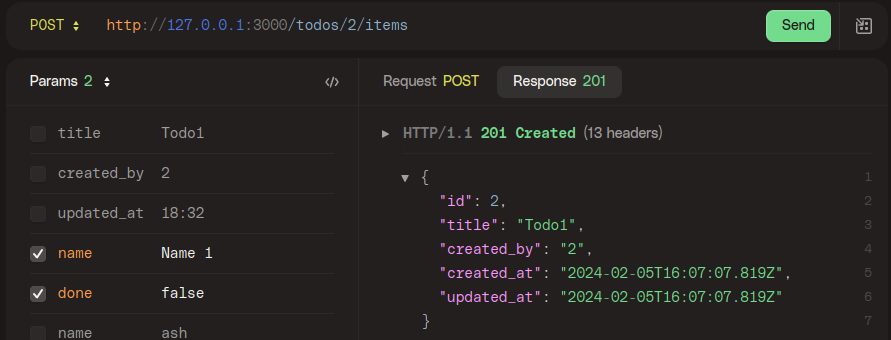 POST http://127.0.0.1:3000/todos/2/items Send
Params 2
Request POST Response 201
title Todo1
created_by 2
updated_at 18:32
name Name 1
done false
name ash
HTTP/1.1 201 Created (13 headers)
{ 1
"id": 2, 2
"title": "Todo1", 3
"created_by": "2", 4
"created_at": "2024-02-05T16:07:07.819Z", 5
"updated_at": "2024-02-05T16:07:07.819Z" 6
} 7